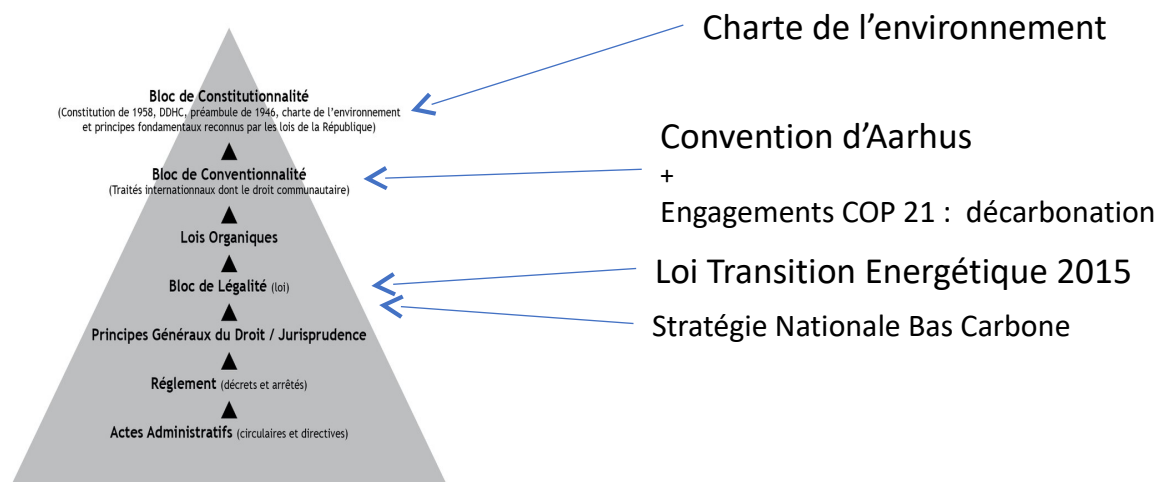 Charte de l'environnement
Bloc de Constitutionnalité
(Constitution de 1958, DDHC, préambule de 1946, charte de l'environnement
et principes fondamentaux reconnus par les lois de la République)
Convention d'Aarhus
+
Engagements COP 21 : décarbonation
Bloc de Conventionnalité
(Traités internationaux dont le droit communautaire)
Lois Organiques
Loi Transition Energétique 2015
Bloc de Légalité (loi)
Stratégie Nationale Bas Carbone
Principes Généraux du Droit / Jurisprudence
Réglement (décrets et arrêtés)
Actes Administratifs (circulaires et directives)